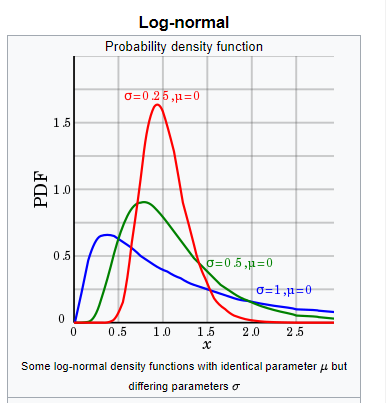 Log-normal
Probability density function
σ=0.25,μ=0
1.5
PDF
1.0
σ=0.5,μ=0
0.5
σ=1,μ=0
0
0 0.5 1.0 1.5 2.0 2.5
x
Some log-normal density functions with identical parameter μ but
differing parameters σ